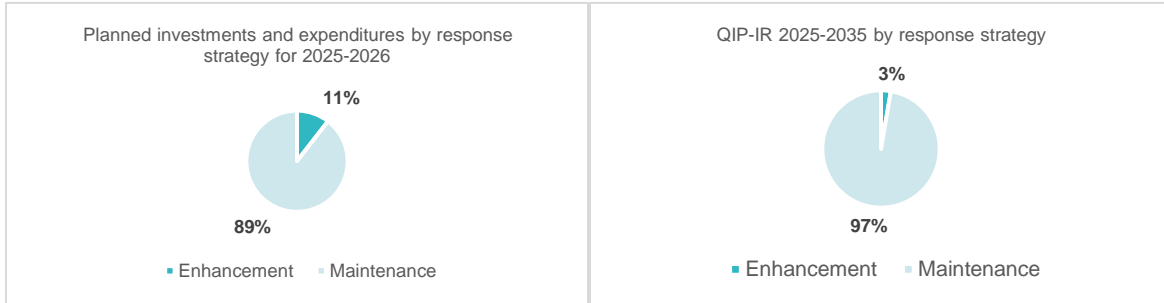 Planned investments and expenditures by response
strategy for 2025-2026
11%
89%
Enhancement Maintenance
QIP-IR 2025-2035 by response strategy
3%
97%
Enhancement Maintenance